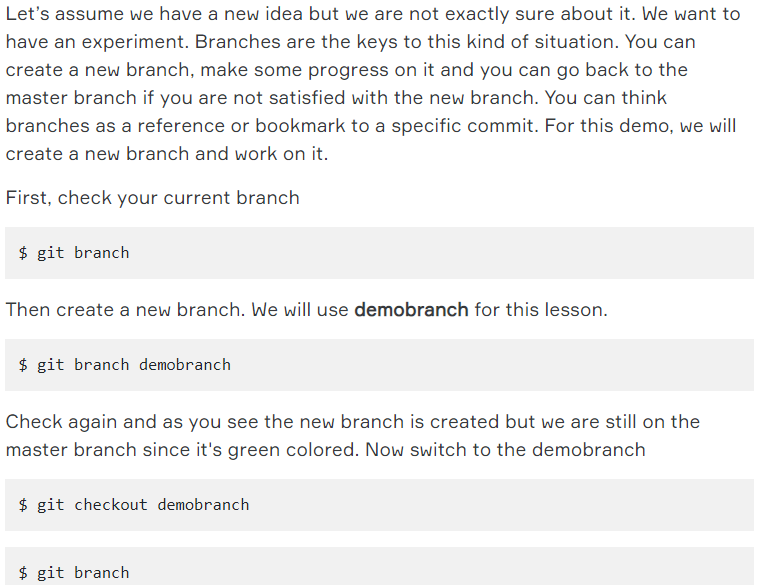 Let’s assume we have a new idea but we are not exactly sure about it. We want to
have an experiment. Branches are the keys to this kind of situation. You can
create a new branch, make some progress on it and you can go back to the
master branch if you are not satisfied with the new branch. You can think
branches as a reference or bookmark to a specific commit. For this demo, we will
create a new branch and work on it.
First, check your current branch
$ git branch
Then create a new branch. We will use demobranch for this lesson.
$ git branch demobranch
Check again and as you see the new branch is created but we are still on the
master branch since it's green colored. Now switch to the demobranch
$ git checkout demobranch
$ git branch